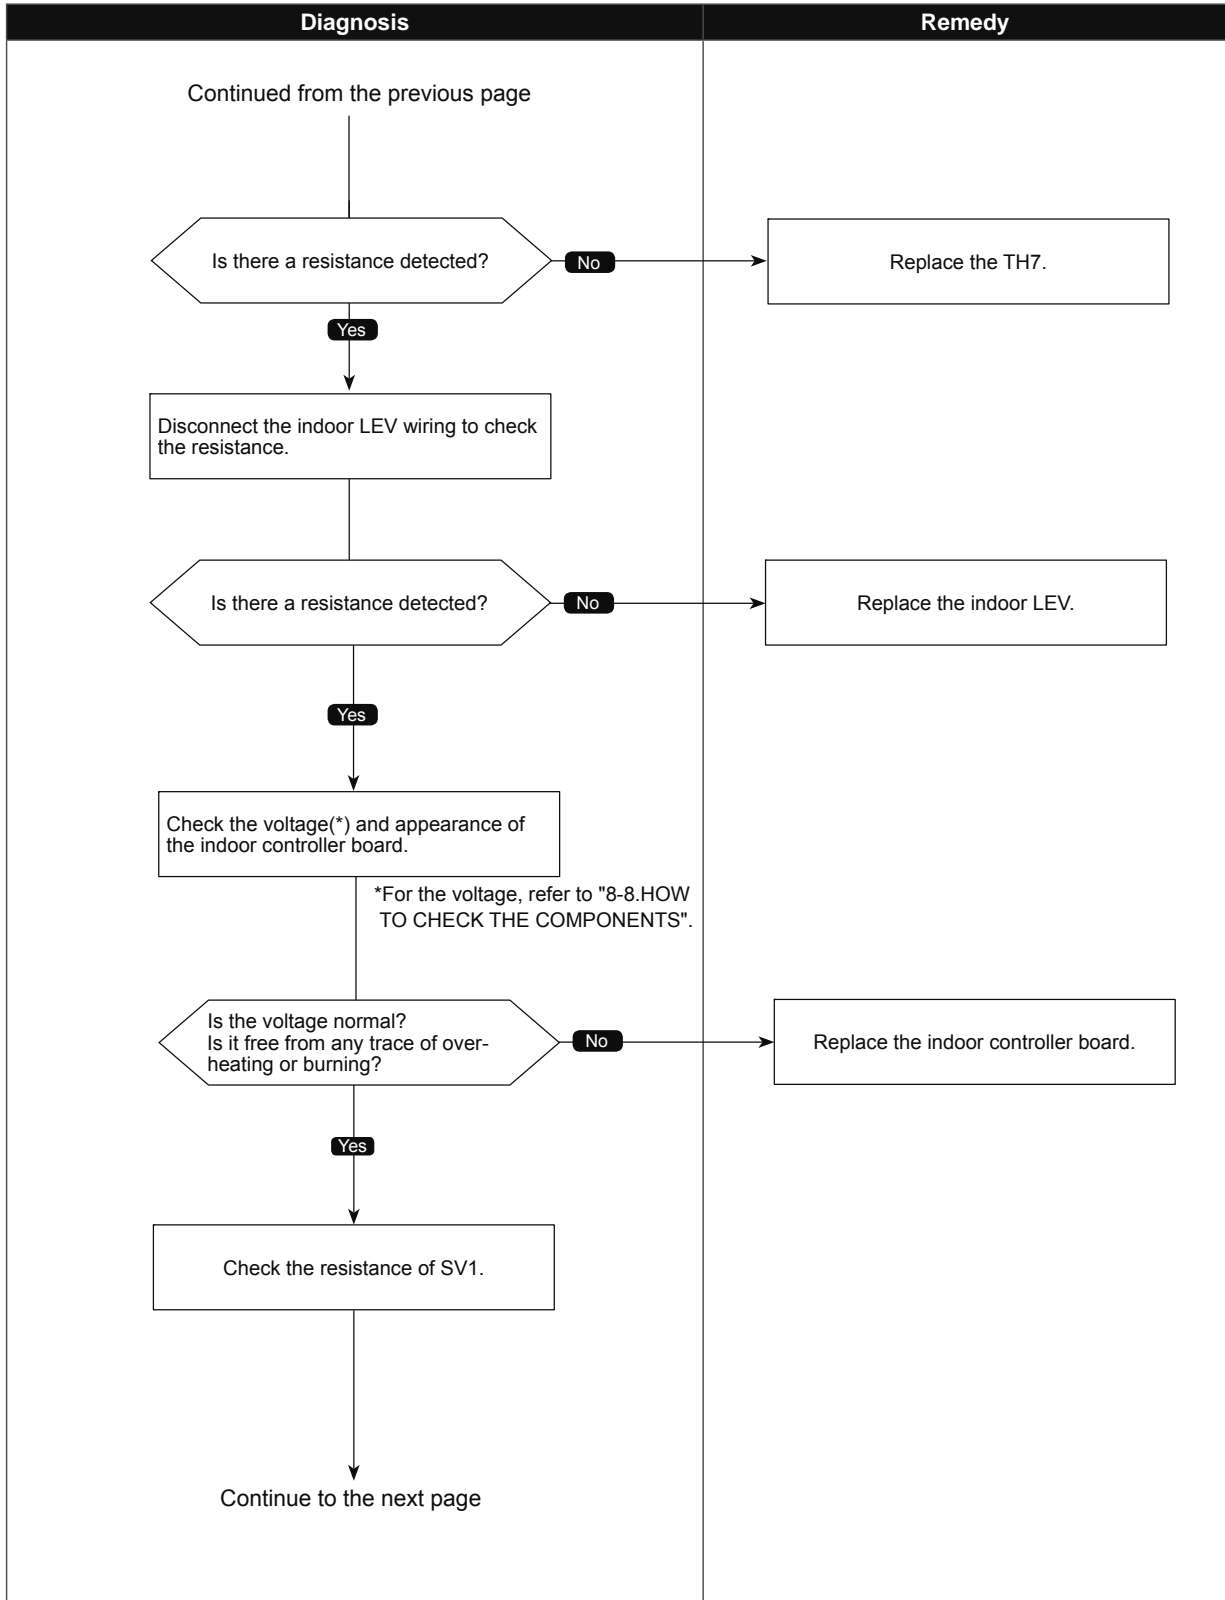 Diagnosis
Remedy
Continued from the previous page
Is there a resistance detected?
No
Replace the TH7.
Yes
Disconnect the indoor LEV wiring to check
the resistance.
Is there a resistance detected?
No
Replace the indoor LEV.
Yes
Check the voltage(*) and appearance of
the indoor controller board.
*For the voltage, refer to "8-8.HOW
TO CHECK THE COMPONENTS".
Is the voltage normal?
Is it free from any trace of over-
heating or burning?
No
Replace the indoor controller board.
Yes
Check the resistance of SV1.
Continue to the next page